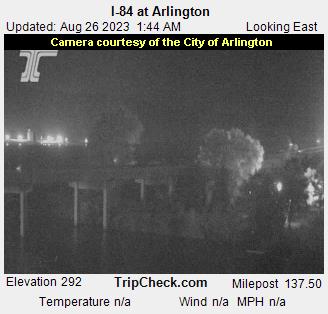 I-84 at Arlington
Updated: Aug 26 2023 1:44 AM Looking East
Camera courtesy of the City of Arlington
Elevation 292 TripCheck.com Milepost 137.50
Temperature n/a Wind n/a MPH n/a